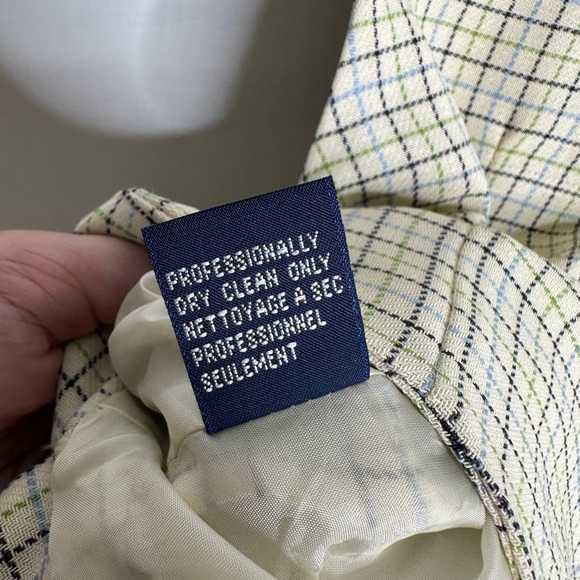 PROFESSIONALLY
DRY CLEAN ONLY
NETTOYAGE A SEC
PROFESSIONNEL
SEULEMENT